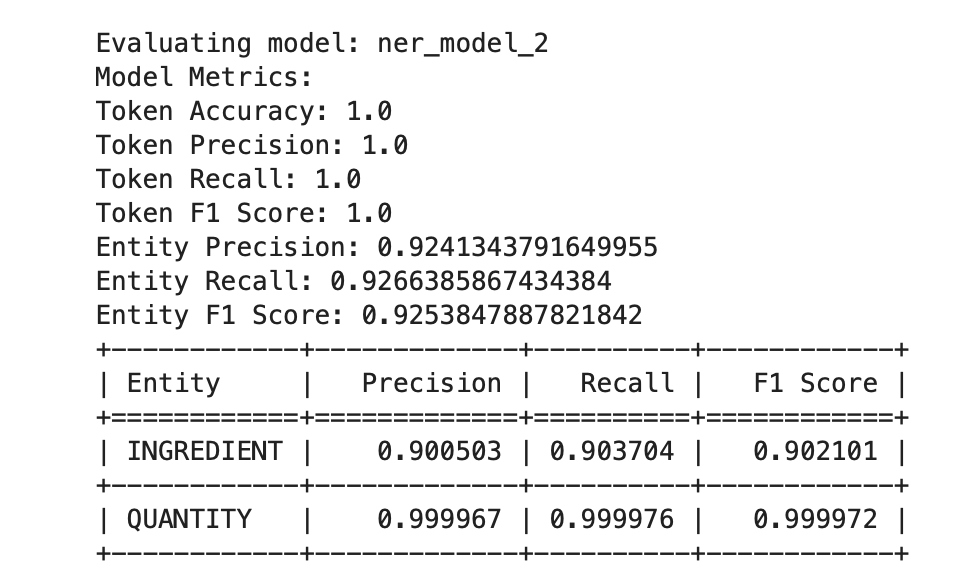 Evaluating model: ner_model_2
Model Metrics:
Token Accuracy: 1.0
Token Precision: 1.0
Token Recall: 1.0
Token F1 Score: 1.0
Entity Precision: 0.9241343791649955
Entity Recall: 0.9266385867434384
Entity F1 Score: 0.9253847887821842
+------------+-------------+----------+------------+
| Entity     |   Precision |   Recall |   F1 Score |
+============+=============+==========+============+
| INGREDIENT |    0.900503 | 0.903704 |   0.902101 |
+------------+-------------+----------+------------+
| QUANTITY   |    0.999967 | 0.999976 |   0.999972 |
+------------+-------------+----------+------------+